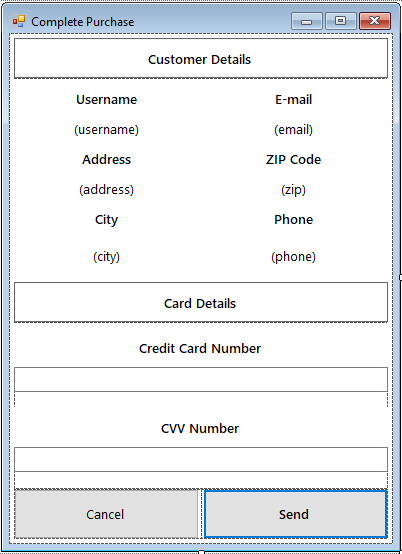 Complete Purchase
Customer Details
Username E-mail
(username) (email)
Address ZIP Code
(address) (zip)
City Phone
(city) (phone)
Card Details
Credit Card Number
CVV Number
Cancel Send